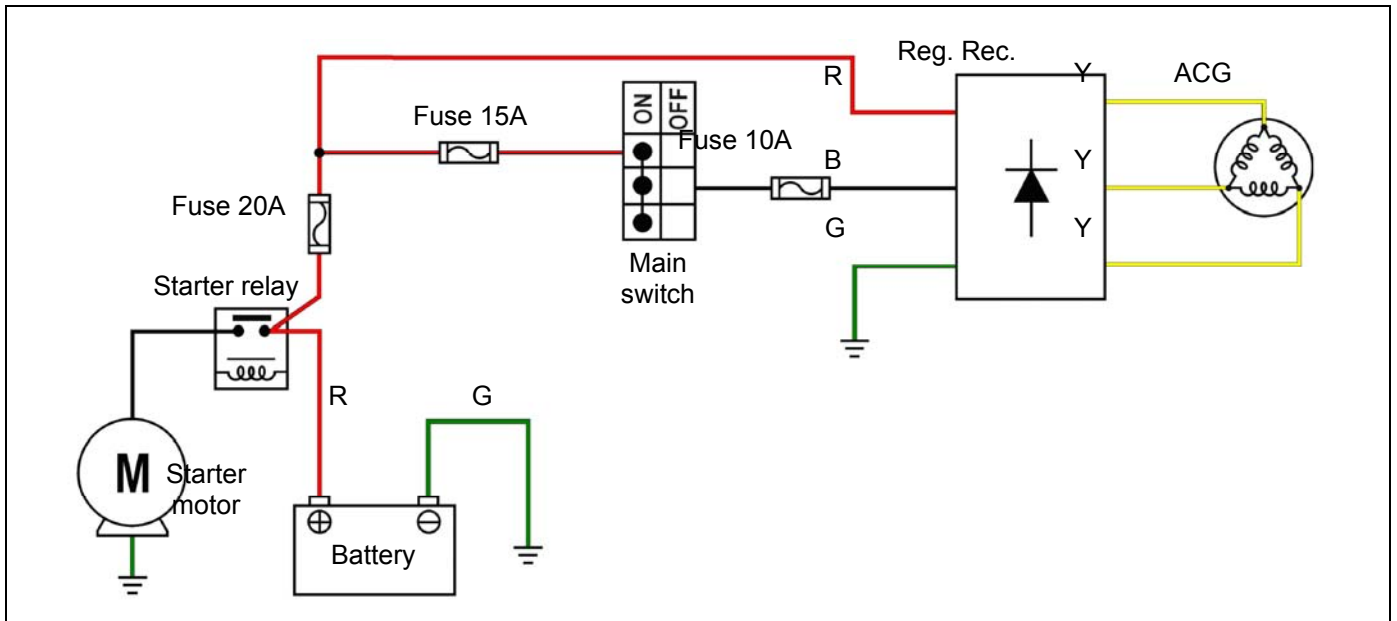 Reg. Rec.
R
Y
ACG
ON
OFF
Fuse 15A
Fuse 10A
B
Y
Fuse 20A
G
Y
Main
switch
Starter relay
R
G
M
Starter
motor
Battery